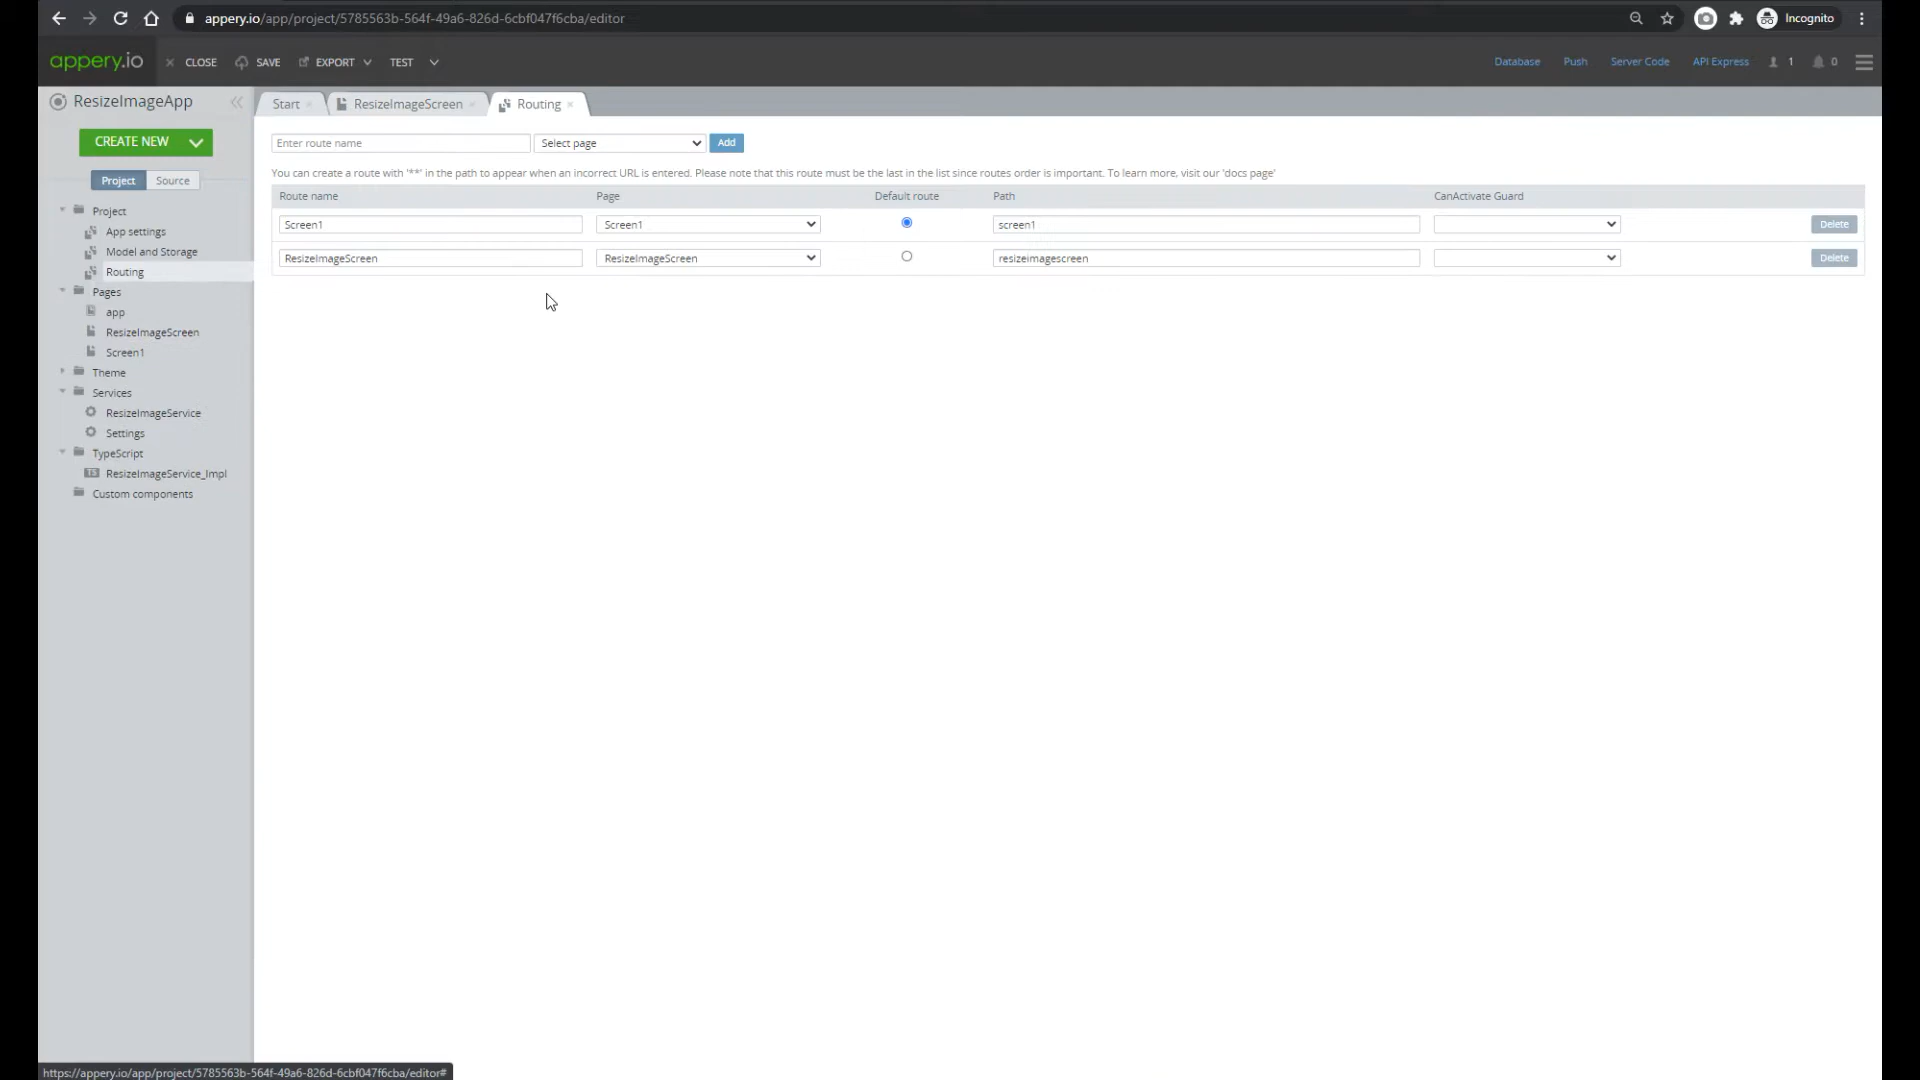 appery.io/app/project/5785563b-564f-49a6-826d-6cbf047f6cba/editor
Incognito
appery.io
CLOSE
SAVE
EXPORT
TEST
Database
Push
Server Code
API Express
1
0
ResizeImageApp
Start
ResizeImageScreen
Routing
CREATE NEW
Enter route name
Select page
Add
Project
Source
You can create a route with '**' in the path to appear when an incorrect URL is entered. Please note that this route must be the last in the list since routes order is important. To learn more, visit our 'docs page'
Route name
Page
Default route
Path
CanActivate Guard
Screen1
Screen1
screen1
Delete
ResizeImageScreen
ResizeImageScreen
resizeimagescreen
Delete
Project
App settings
Model and Storage
Routing
Pages
app
ResizeImageScreen
Screen1
Theme
Services
ResizeImageService
Settings
TypeScript
TS
ResizeImageService_Impl
Custom components
https://appery.io/app/project/5785563b-564f-49a6-826d-6cbf047f6cba/editor#